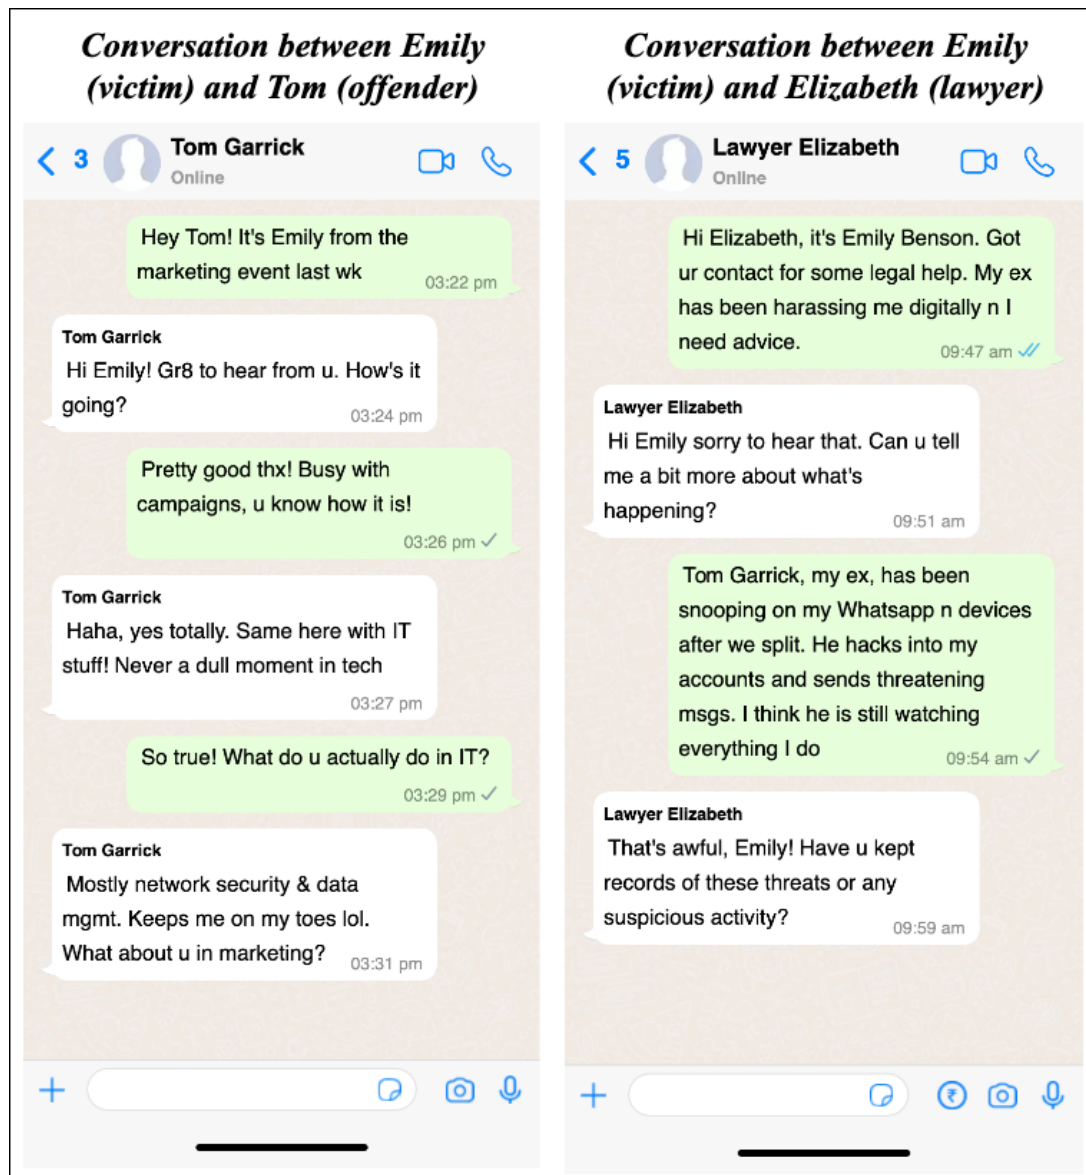 Conversation between Emily
(victim) and Tom (offender)
3
Tom Garrick
Online
Hey Tom! It's Emily from the
marketing event last wk
03:22 pm
Tom Garrick
Hi Emily! Gr8 to hear from u. How's it
going?
03:24 pm
Pretty good thx! Busy with
campaigns, u know how it is!
03:26 pm
Tom Garrick
Haha, yes totally. Same here with IT
stuff! Never a dull moment in tech
03:27 pm
So true! What do u actually do in IT?
03:29 pm
Tom Garrick
Mostly network security & data
mgmt. Keeps me on my toes lol.
What about u in marketing?
03:31 pm
Conversation between Emily
(victim) and Elizabeth (lawyer)
5
Lawyer Elizabeth
Online
Hi Elizabeth, it's Emily Benson. Got
ur contact for some legal help. My ex
has been harassing me digitally n I
need advice.
09:47 am
Lawyer Elizabeth
Hi Emily sorry to hear that. Can u tell
me a bit more about what's
happening?
09:51 am
Tom Garrick, my ex, has been
snooping on my Whatsapp n devices
after we split. He hacks into my
accounts and sends threatening
msgs. I think he is still watching
everything I do
09:54 am
Lawyer Elizabeth
That's awful, Emily! Have u kept
records of these threats or any
suspicious activity?
09:59 am
₹